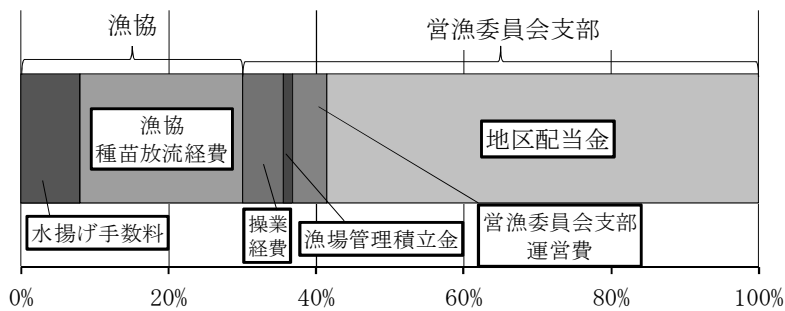 漁協
営漁委員会支部
漁協
種苗放流経費
地区配当金
水揚げ手数料
操業
経費
漁場管理積立金
営漁委員会支部
運営費
0%
20%
40%
60%
80%
100%